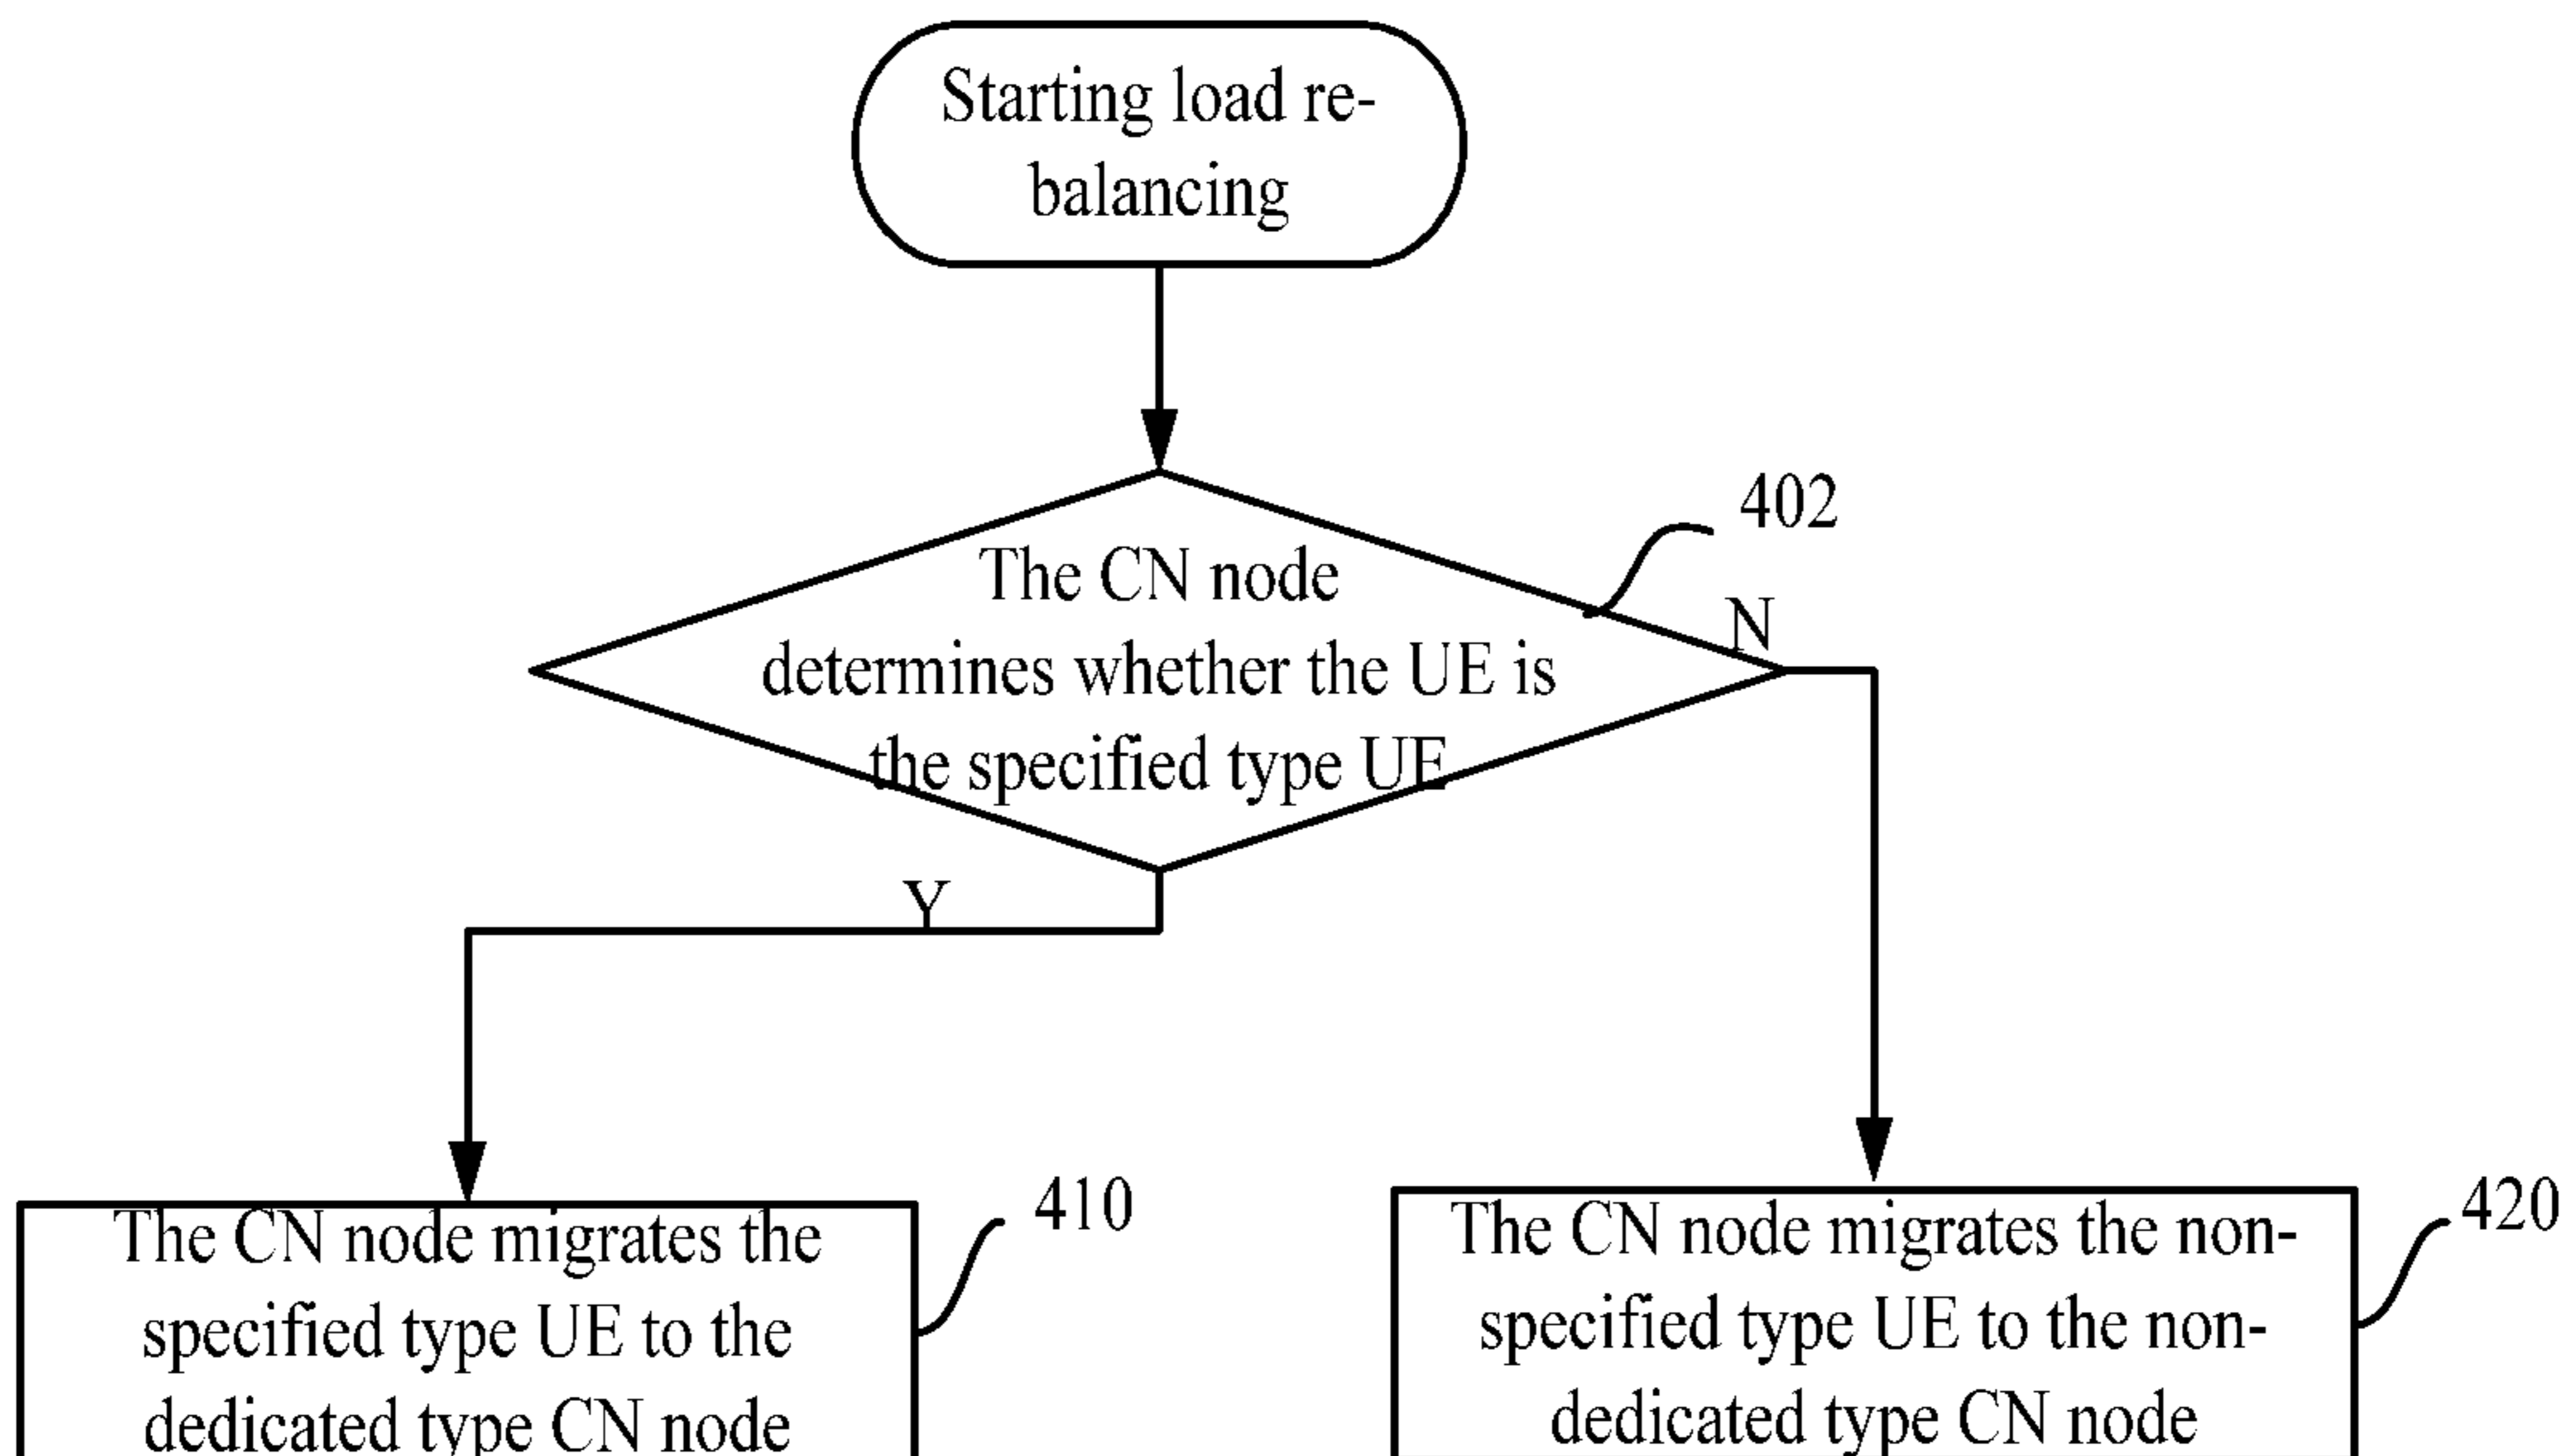 Starting load re-
balancing
402
The CN node
determines whether the UE is
the specified type UE
N
Y
410
The CN node migrates the
specified type UE to the
dedicated type CN node
420
The CN node migrates the non-
specified type UE to the non-
dedicated type CN node